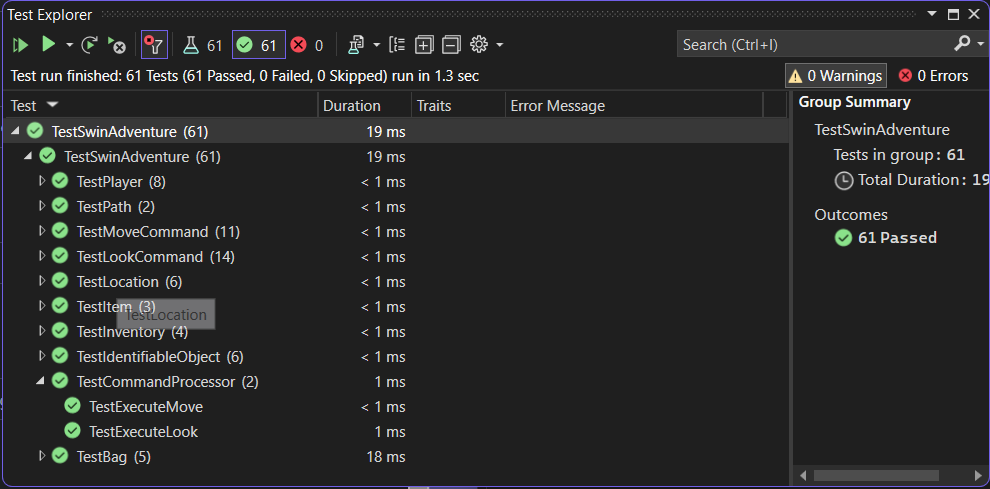 Test Explorer
61 61 0 Search (Ctrl+I)
Test run finished: 61 Tests (61 Passed, 0 Failed, 0 Skipped) run in 1.3 sec 0 Warnings 0 Errors
Test Duration Traits Error Message
TestSwinAdventure (61) 19 ms
TestSwinAdventure (61) 19 ms
TestPlayer (8) < 1 ms
TestPath (2) < 1 ms
TestMoveCommand (11) < 1 ms
TestLookCommand (14) < 1 ms
TestLocation (6) < 1 ms
TestItem (3) < 1 ms
TestLocation
TestInventory (4) < 1 ms
TestIdentifiableObject (6) < 1 ms
TestCommandProcessor (2) 1 ms
TestExecuteMove < 1 ms
TestExecuteLook 1 ms
TestBag (5) 18 ms
Group Summary
TestSwinAdventure
Tests in group: 61
Total Duration: 19
Outcomes
61 Passed